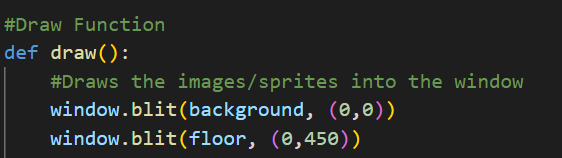 #Draw Function
def draw():
    #Draws the images/sprites into the window
    window.blit(background, (0,0))
    window.blit(floor, (0,450))